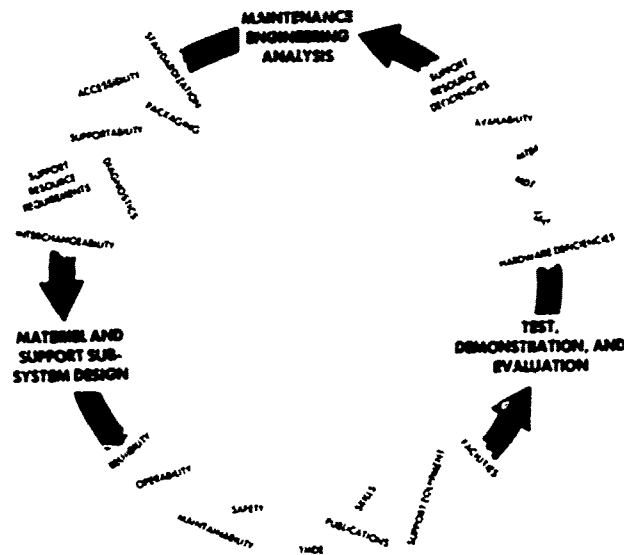 MAINTENANCE
ENGINEERING
ANALYSIS
STANDARDIZATION
ACCESSIBILITY
PACKAGING
SUPPORTABILITY
SUPPORT
RESOURCE
REQUIREMENTS
DIAGNOSTICS
INTERCHANGEABILITY
MATERIEL AND
SUPPORT SUB-
SYSTEM DESIGN
OPERABILITY
MAINTAINABILITY
SAFETY
TMDE
PUBLICATIONS
SKILLS
SUPPORT EQUIPMENT
FACILITIES
TEST,
DEMONSTRATION, AND
EVALUATION
HARDWARE DEFICIENCIES
AVAILABILITY
SUPPORT
RESOURCE
DEFICIENCIES